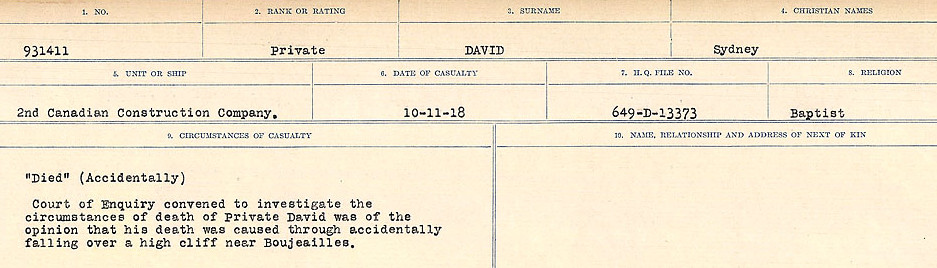 1. NO. 2. RANK OR RATING 3. SURNAME 4. CHRISTIAN NAMES
931411 Private DAVID Sydney
5. UNIT OR SHIP 6. DATE OF CASUALTY 7. H.Q. FILE NO. 8. RELIGION
2nd Canadian Construction Company. 10-11-18 649-D-13373 Baptist
9. CIRCUMSTANCES OF CASUALTY 10. NAME, RELATIONSHIP AND ADDRESS OF NEXT OF KIN
"Died" (Accidentally)
Court of Enquiry convened to investigate the
circumstances of death of Private David was of the
opinion that his death was caused through accidentally
falling over a high cliff near Boujeailles.